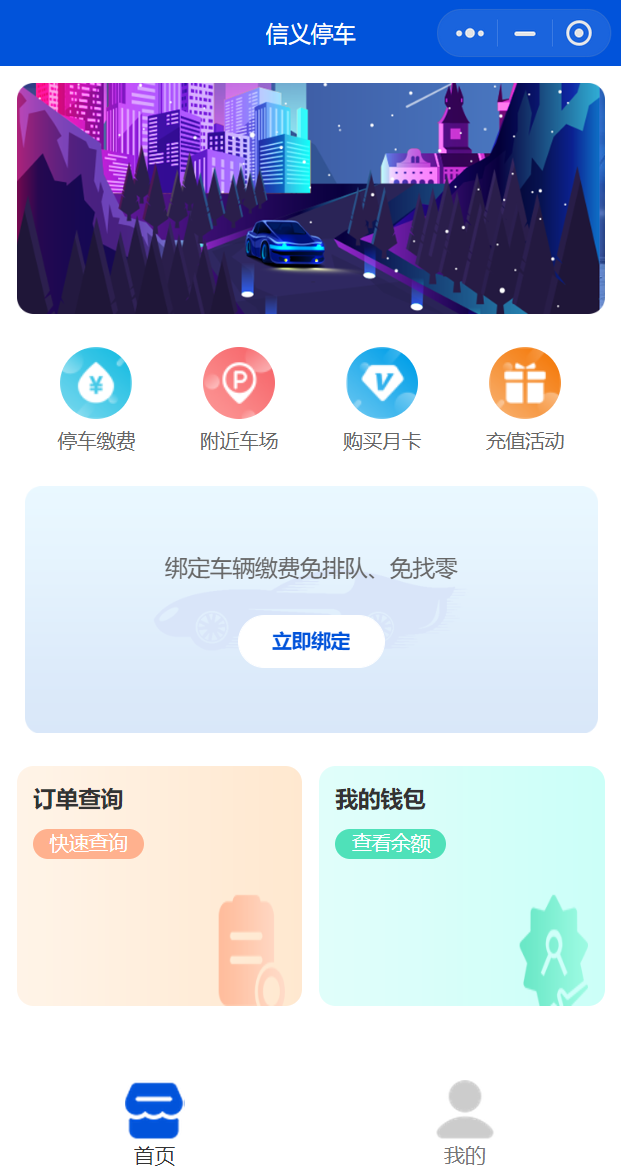 信义停车
停车缴费
附近车场
购买月卡
充值活动
绑定车辆缴费免排队、免找零
立即绑定
订单查询
快速查询
我的钱包
查看余额
首页
我的